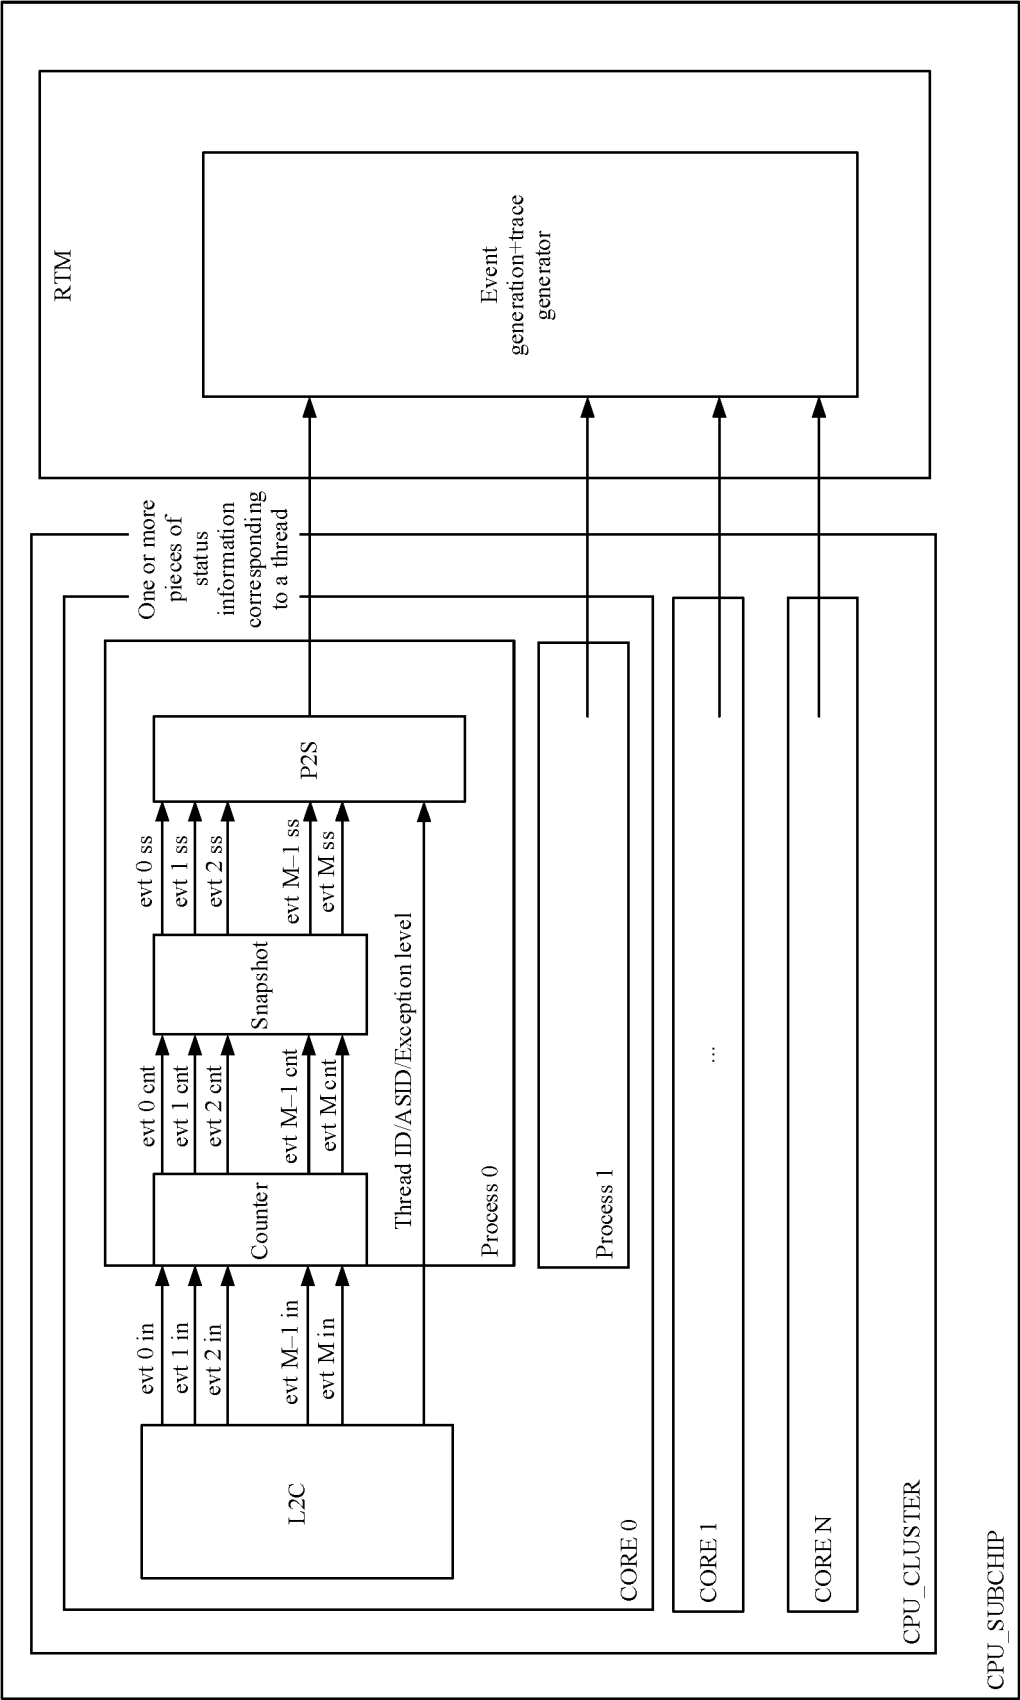 RTM
Event
generation+trace
generator
One or more
pieces of
status
information
corresponding
to a thread
P2S
evt 0 ss
evt 1 ss
evt 2 ss
evt M–1 ss
evt M ss
Snapshot
evt 0 cnt
evt 1 cnt
evt 2 cnt
evt M–1 cnt
evt M cnt
Thread ID/ASID/Exception level
Counter
Process 0
Process 1
evt 0 in
evt 1 in
evt 2 in
evt M–1 in
evt M in
L2C
CORE 0
CORE 1
...
CORE N
CPU_CLUSTER
CPU_SUBCHIP